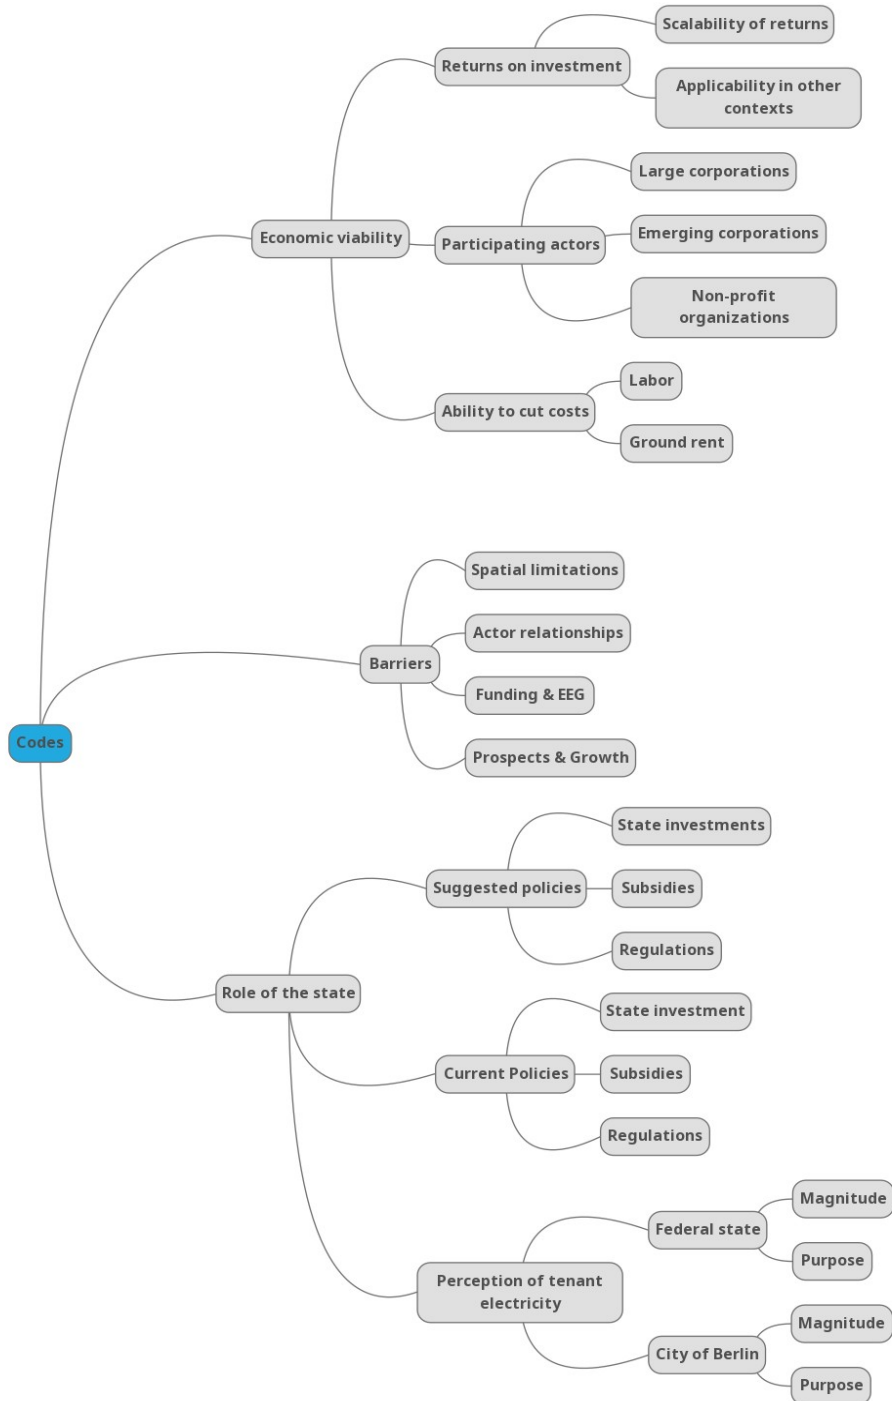 Scalability of returns
Returns on investment
Applicability in other
contexts
Large corporations
Economic viability
Participating actors
Emerging corporations
Non-profit
organizations
Labor
Ability to cut costs
Ground rent
Spatial limitations
Actor relationships
Barriers
Funding & EEG
Codes
Prospects & Growth
State investments
Suggested policies
Subsidies
Regulations
Role of the state
State investment
Current Policies
Subsidies
Regulations
Magnitude
Federal state
Purpose
Perception of tenant
electricity
Magnitude
City of Berlin
Purpose